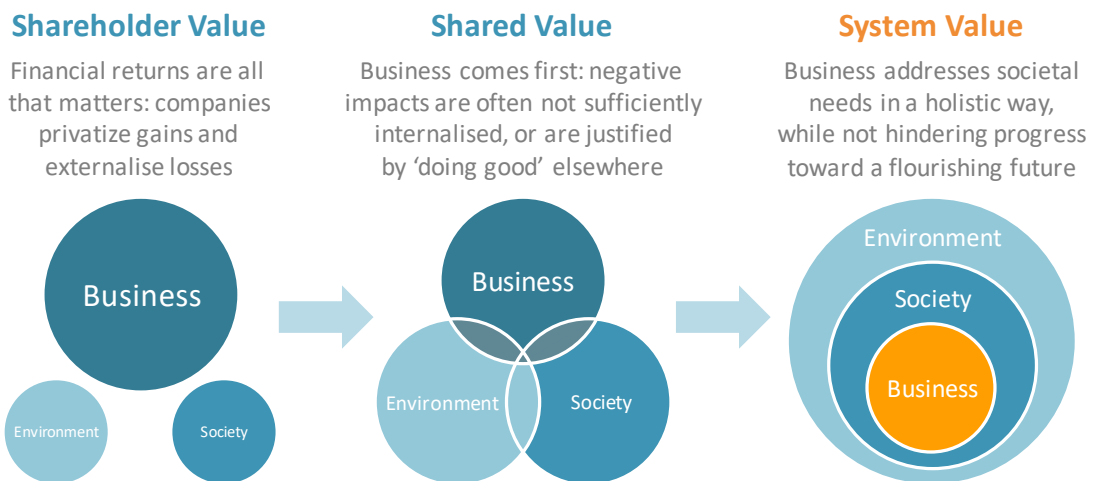 Shareholder Value
Financial returns are all
that matters: companies
privatize gains and
externalise losses
Business
Environment
Society
Shared Value
Business comes first: negative
impacts are often not sufficiently
internalised, or are justified
by ‘doing good’ elsewhere
Business
Environment
Society
System Value
Business addresses societal
needs in a holistic way,
while not hindering progress
toward a flourishing future
Environment
Society
Business